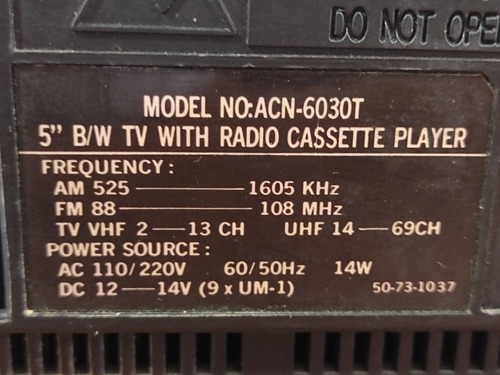 DO NOT OPE
MODEL NO:ACN-6030T
5" B/W TV WITH RADIO CASSETTE PLAYER
FREQUENCY:
AM 525 — 1605 KHz
FM 88 — 108 MHz
TV VHF 2 — 13 CH UHF 14 — 69CH
POWER SOURCE:
AC 110/220V 60/50Hz 14W
DC 12 — 14V (9 x UM-1) 50-73-1037